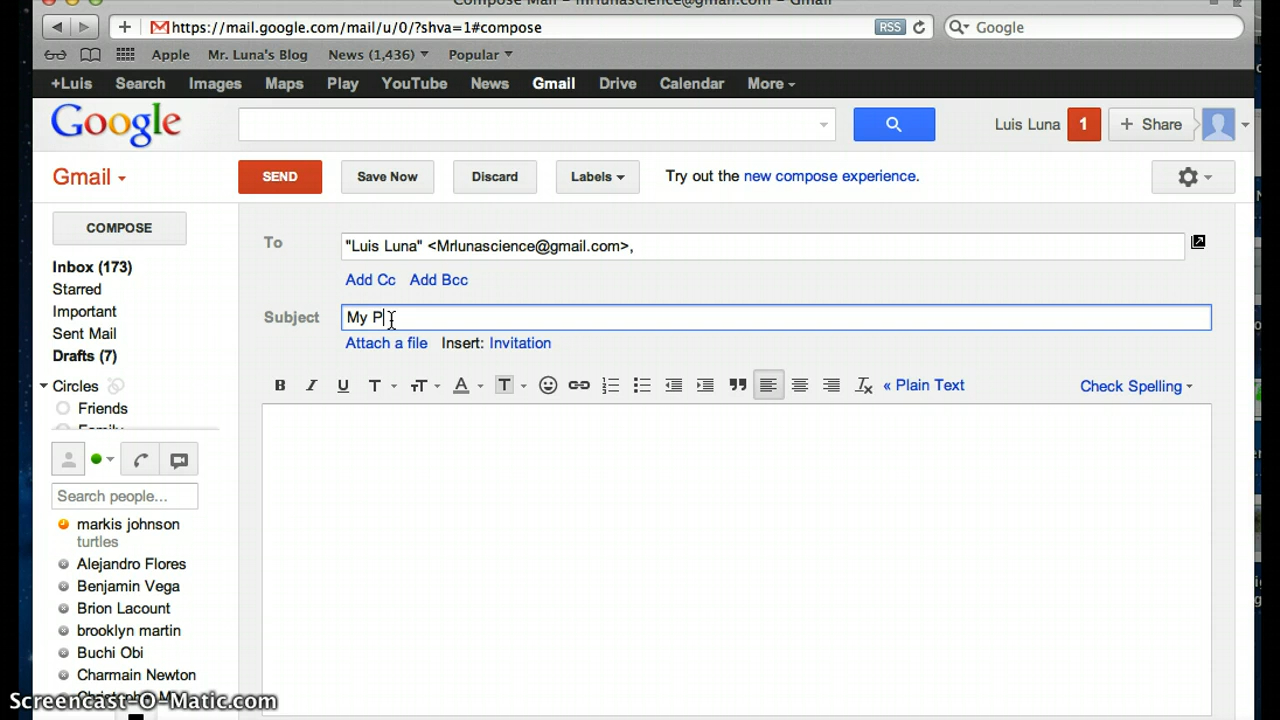 Compose Mail – mrlunascience@gmail.com – Gmail
https://mail.google.com/mail/u/0/?shva=1#compose RSS Google
Apple Mr. Luna's Blog News (1,436) Popular
+Luis Search Images Maps Play YouTube News Gmail Drive Calendar More
Google Luis Luna 1 + Share
Gmail SEND Save Now Discard Labels Try out the new compose experience.
COMPOSE
Inbox (173)
Starred
Important
Sent Mail
Drafts (7)
Circles
Friends
Family
Search people...
markis johnson
turtles
Alejandro Flores
Benjamin Vega
Brion Lacount
brooklyn martin
Buchi Obi
Charmain Newton
To "Luis Luna" <Mrlunascience@gmail.com>,
Add Cc Add Bcc
Subject My P
Attach a file Insert: Invitation
B I U T T A T « Plain Text Check Spelling
Screencast-O-Matic.com